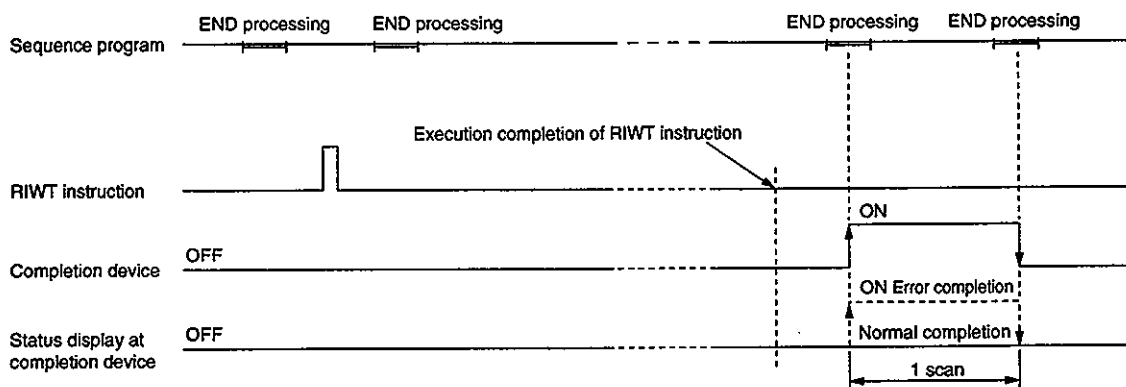 END processing
END processing
END processing
END processing
Sequence program
Execution completion of RIWT instruction
RIWT instruction
ON
OFF
Completion device
ON Error completion
OFF
Normal completion
Status display at
completion device
1 scan